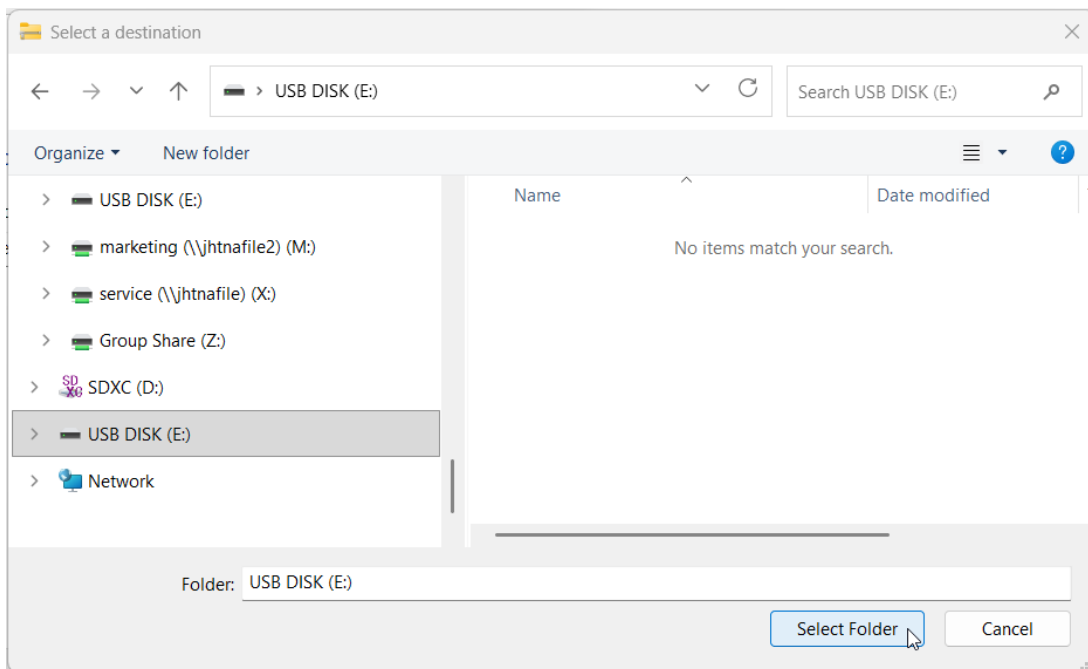 Select a destination
USB DISK (E:)
Search USB DISK (E:)
Organize
New folder
?
Name
Date modified
USB DISK (E:)
No items match your search.
marketing (\\jhtnafile2) (M:)
service (\\jhtnafile) (X:)
Group Share (Z:)
SDXC (D:)
USB DISK (E:)
Network
Folder: USB DISK (E:)
Select Folder
Cancel